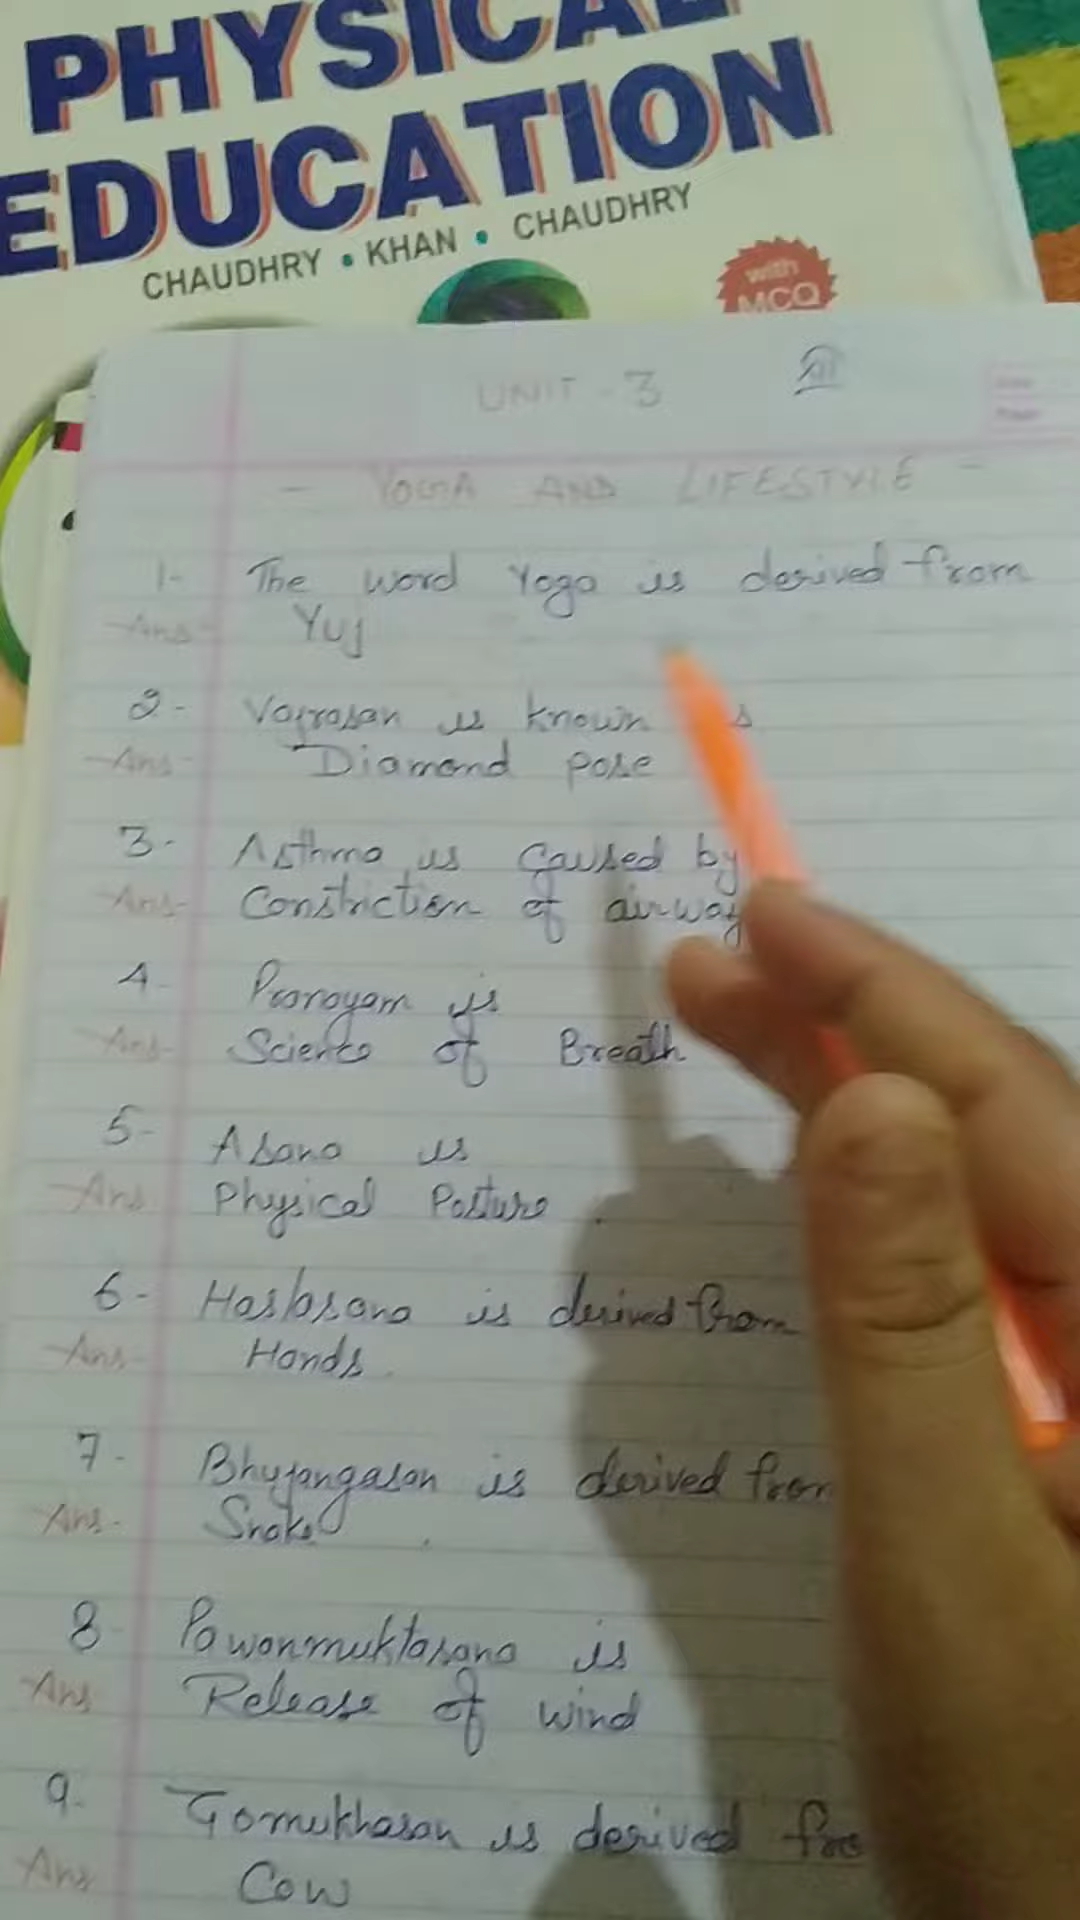 PHYSICAL
EDUCATION
CHAUDHRY • KHAN • CHAUDHRY
with
MCQ
UNIT - 3
- YOGA AND LIFESTYLE -
1- The word Yoga is derived from
Ans- Yuj
2- Vajrasan is known
Ans- Diamond pose
3- Asthma is caused by
Ans- Constriction of airway
4- Pranayam is
Ans- Science of Breath
5- Asana is
Ans Physical Posture
6- Hastasana is derived from
Ans- Hands
7- Bhujangasan is derived from
Ans- Snake
8- Pawanmuktasana is
Ans Release of wind
9- Gomukhasan is derived
Ans Cow